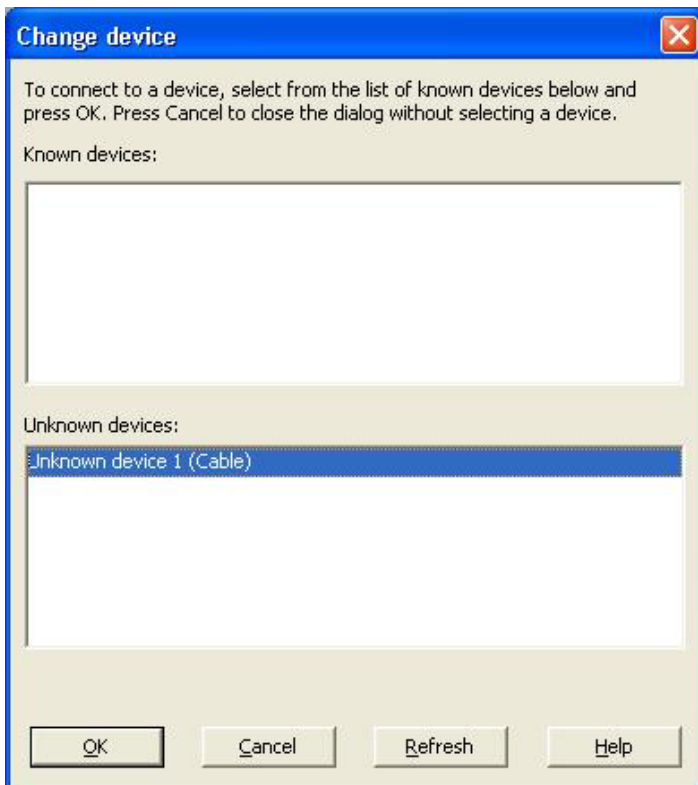 Change device
To connect to a device, select from the list of known devices below and
press OK. Press Cancel to close the dialog without selecting a device.
Known devices:
Unknown devices:
Unknown device 1 (Cable)
OK Cancel Refresh Help